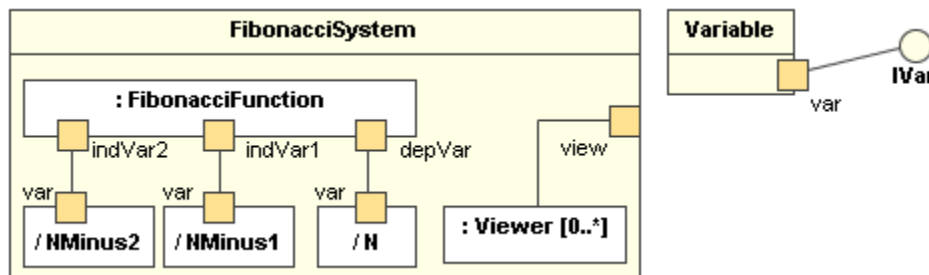 FibonacciSystem
: FibonacciFunction
indVar2
indVar1
depVar
view
var
var
var
/ NMinus2
/ NMinus1
/ N
: Viewer [0..*]
Variable
IVar
var